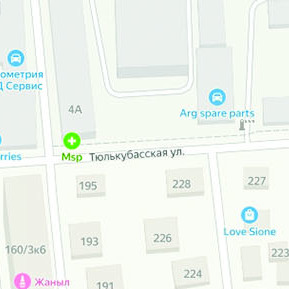 ометрия
Д Сервис
4А
Arg spare parts
rries
Msp
Тюлькубасская ул.
195
228
227
Love Sione
160/3к6
193
226
223
Жаныл
191
224